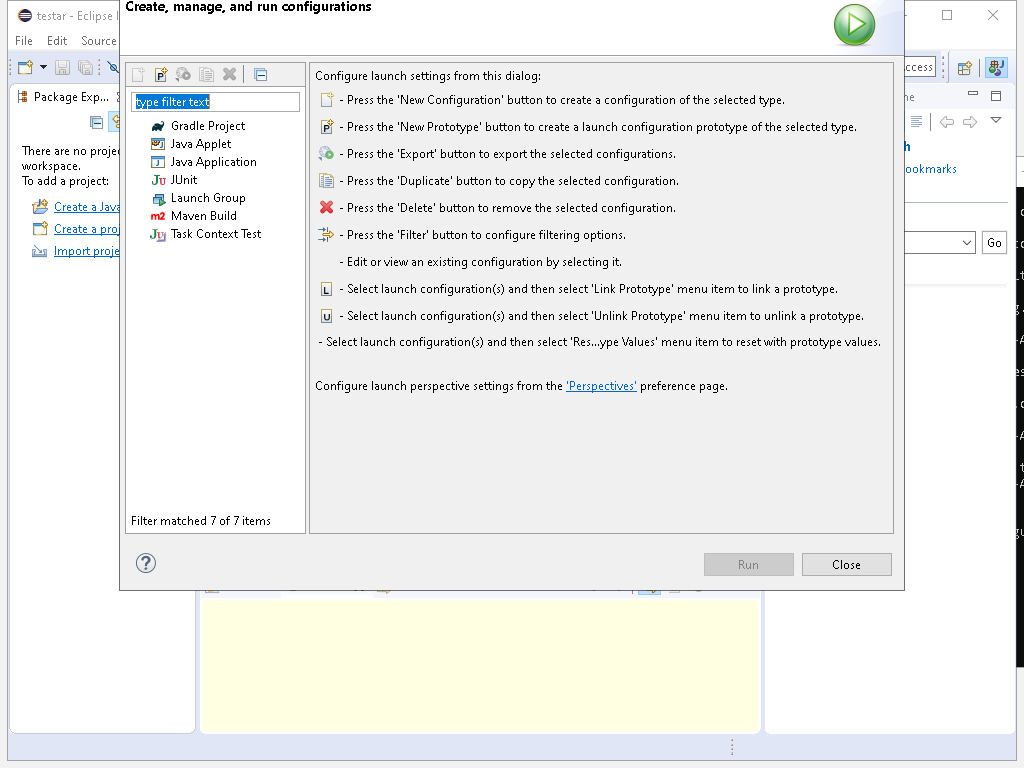 Create, manage, and run configurations
testar - Eclipse I
File Edit Source
ccess
Package Exp...
type filter text
There are no proje
workspace.
To add a project:
Create a Java
Create a proj
Import proje
Gradle Project
Java Applet
Java Application
JUnit
Launch Group
Maven Build
Task Context Test
Filter matched 7 of 7 items
Configure launch settings from this dialog:
- Press the 'New Configuration' button to create a configuration of the selected type.
- Press the 'New Prototype' button to create a launch configuration prototype of the selected type.
- Press the 'Export' button to export the selected configurations.
- Press the 'Duplicate' button to copy the selected configuration.
- Press the 'Delete' button to remove the selected configuration.
- Press the 'Filter' button to configure filtering options.
- Edit or view an existing configuration by selecting it.
- Select launch configuration(s) and then select 'Link Prototype' menu item to link a prototype.
- Select launch configuration(s) and then select 'Unlink Prototype' menu item to unlink a prototype.
- Select launch configuration(s) and then select 'Res...ype Values' menu item to reset with prototype values.
Configure launch perspective settings from the 'Perspectives' preference page.
ookmarks
Go
Run
Close